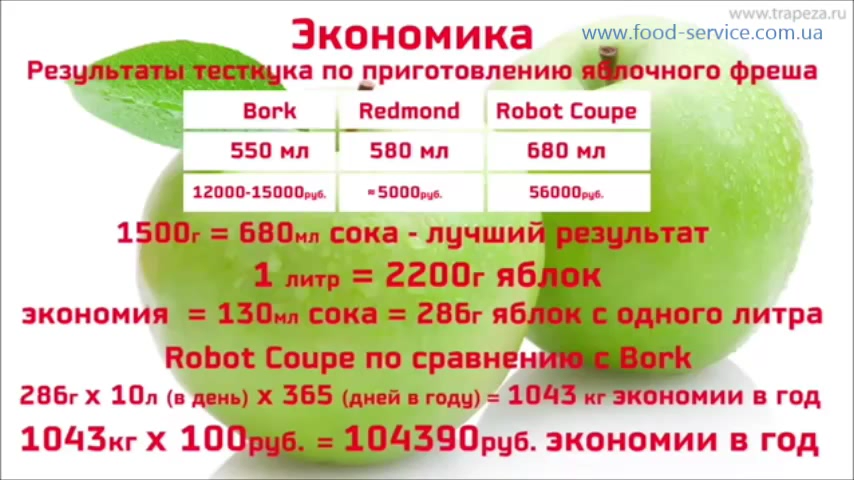 www.trapeza.ru
Экономика
www.food-service.com.ua
Результаты тесткука по приготовлению яблочного фреша
Bork Redmond Robot Coupe
550 мл 580 мл 680 мл
12000-15000руб. ≈5000руб. 56000руб.
1500г = 680мл сока - лучший результат
1 литр = 2200г яблок
экономия = 130мл сока = 286г яблок с одного литра
Robot Coupe по сравнению с Bork
286г х 10л (в день) х 365 (дней в году) = 1043 кг экономии в год
1043кг х 100руб. = 104390руб. экономии в год